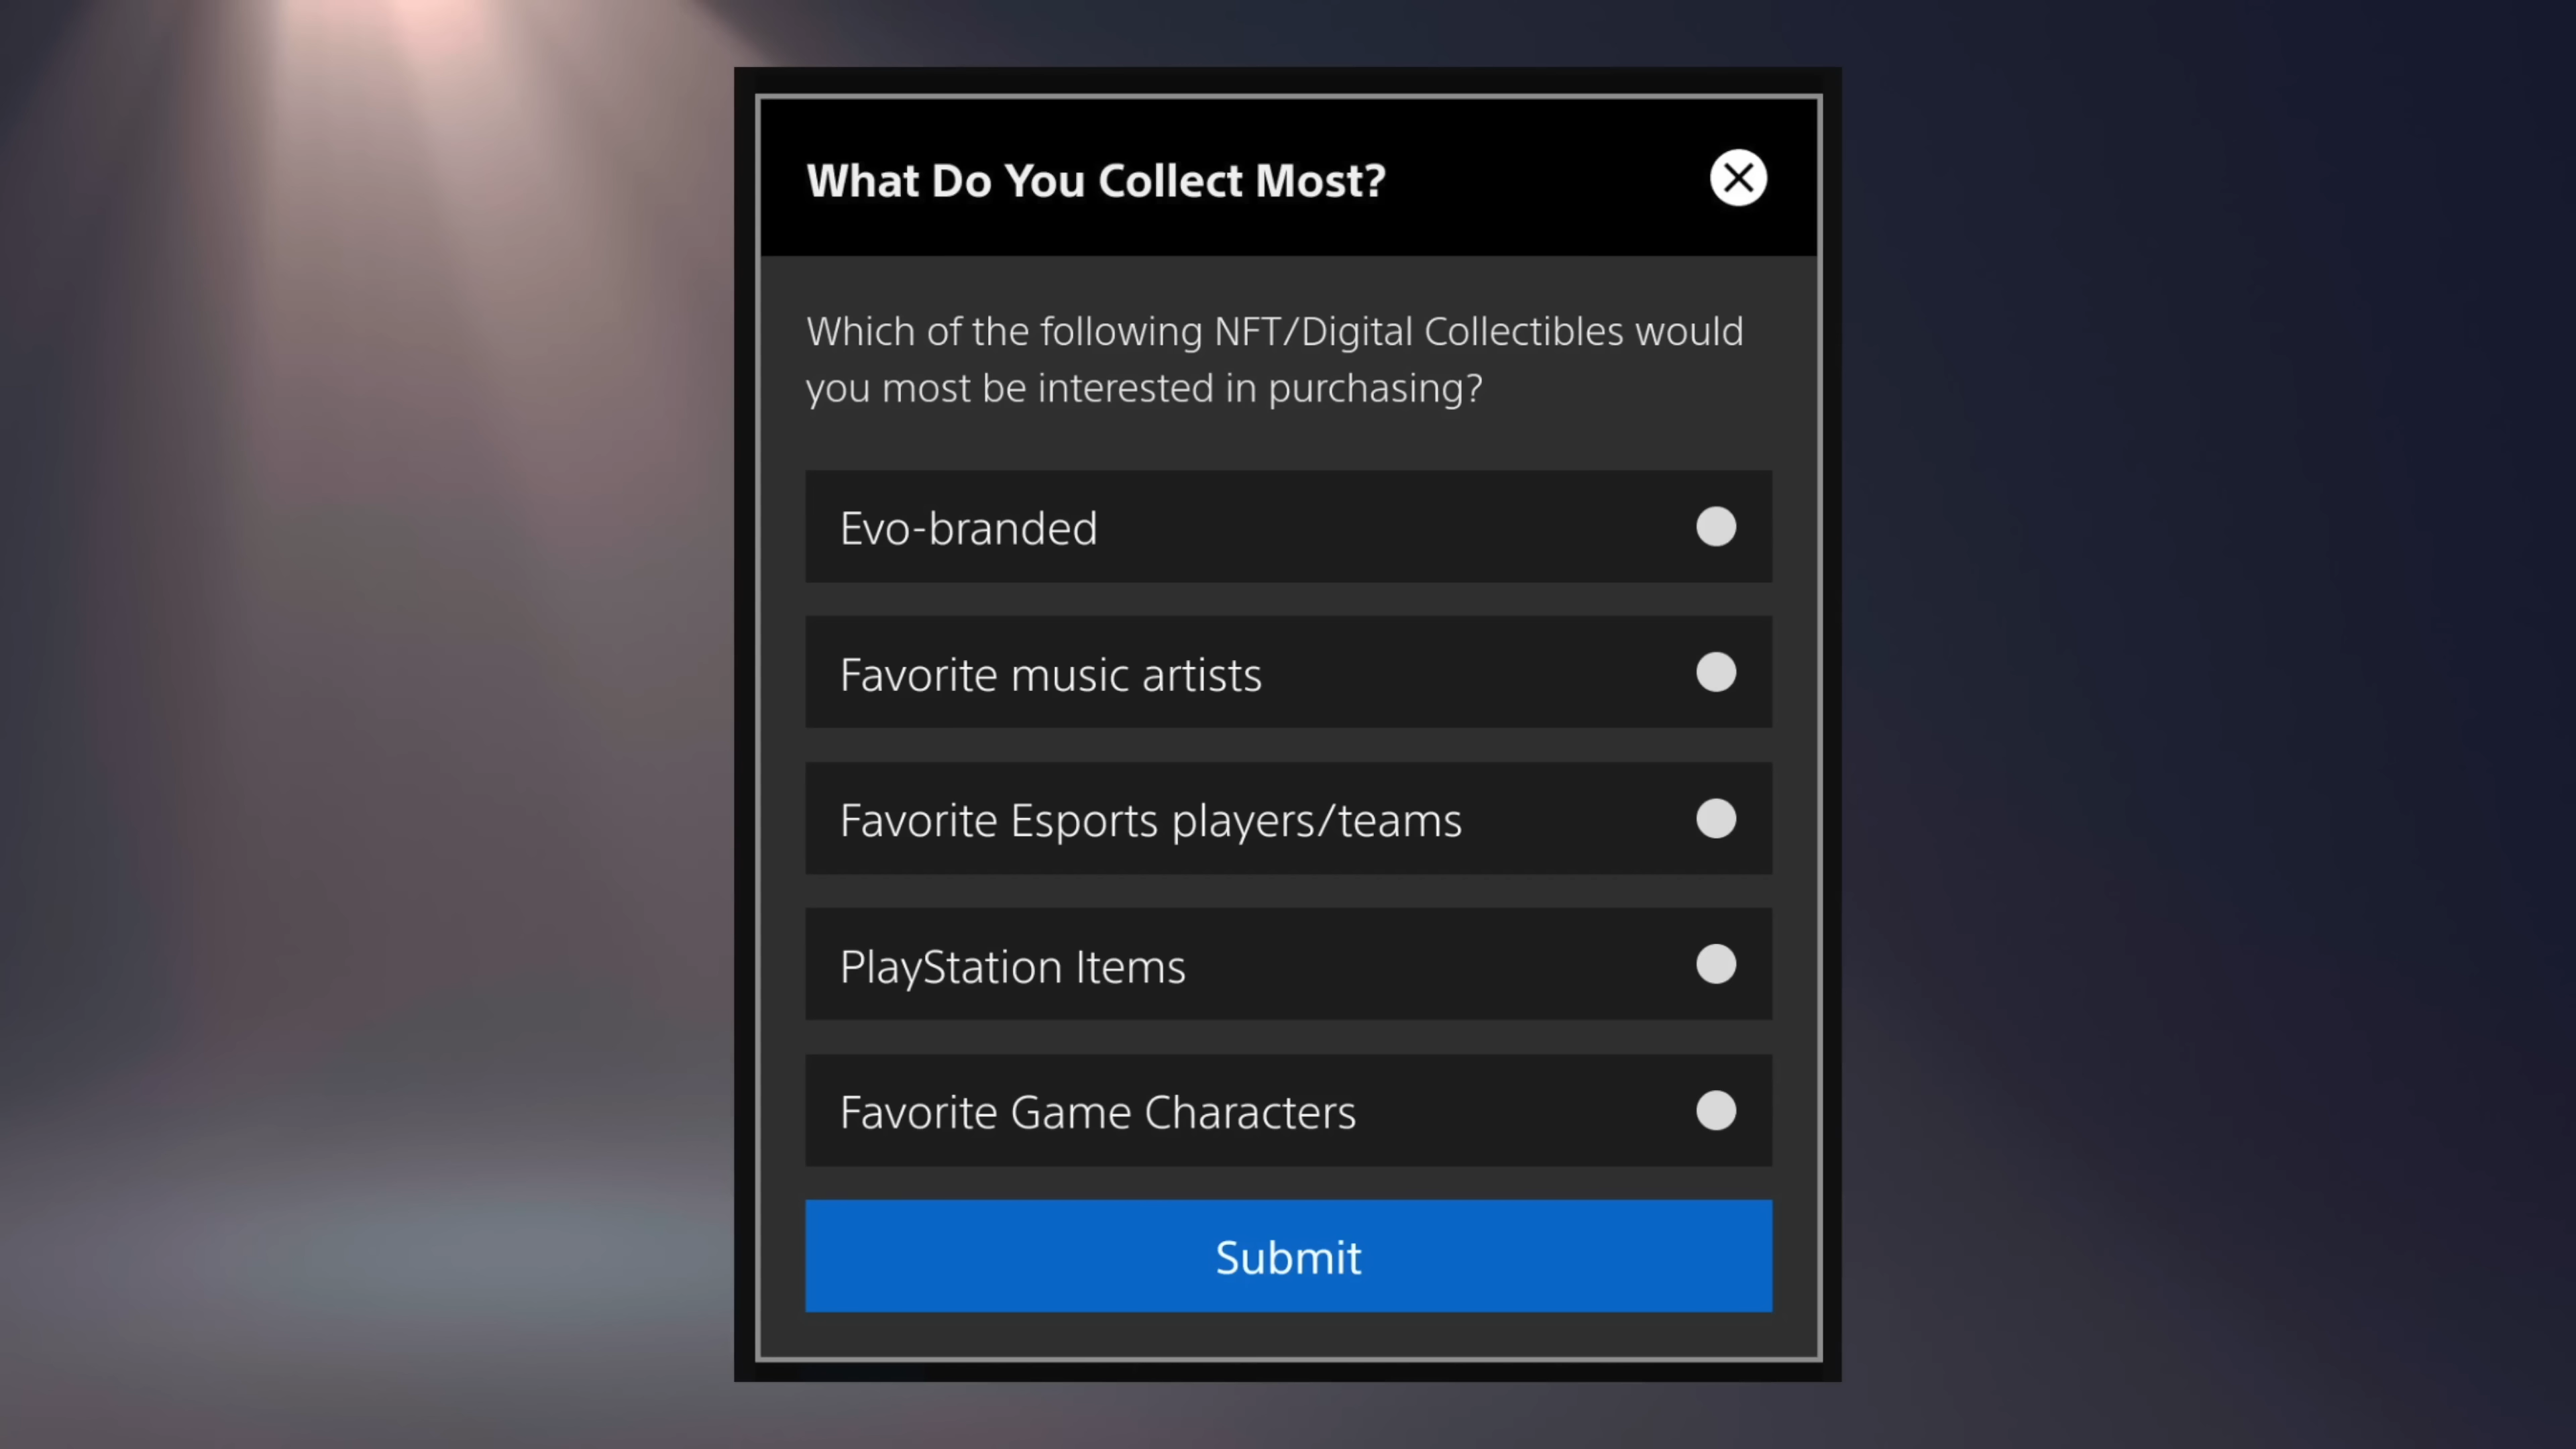 What Do You Collect Most?
Which of the following NFT/Digital Collectibles would
you most be interested in purchasing?
Evo-branded
Favorite music artists
Favorite Esports players/teams
PlayStation Items
Favorite Game Characters
Submit